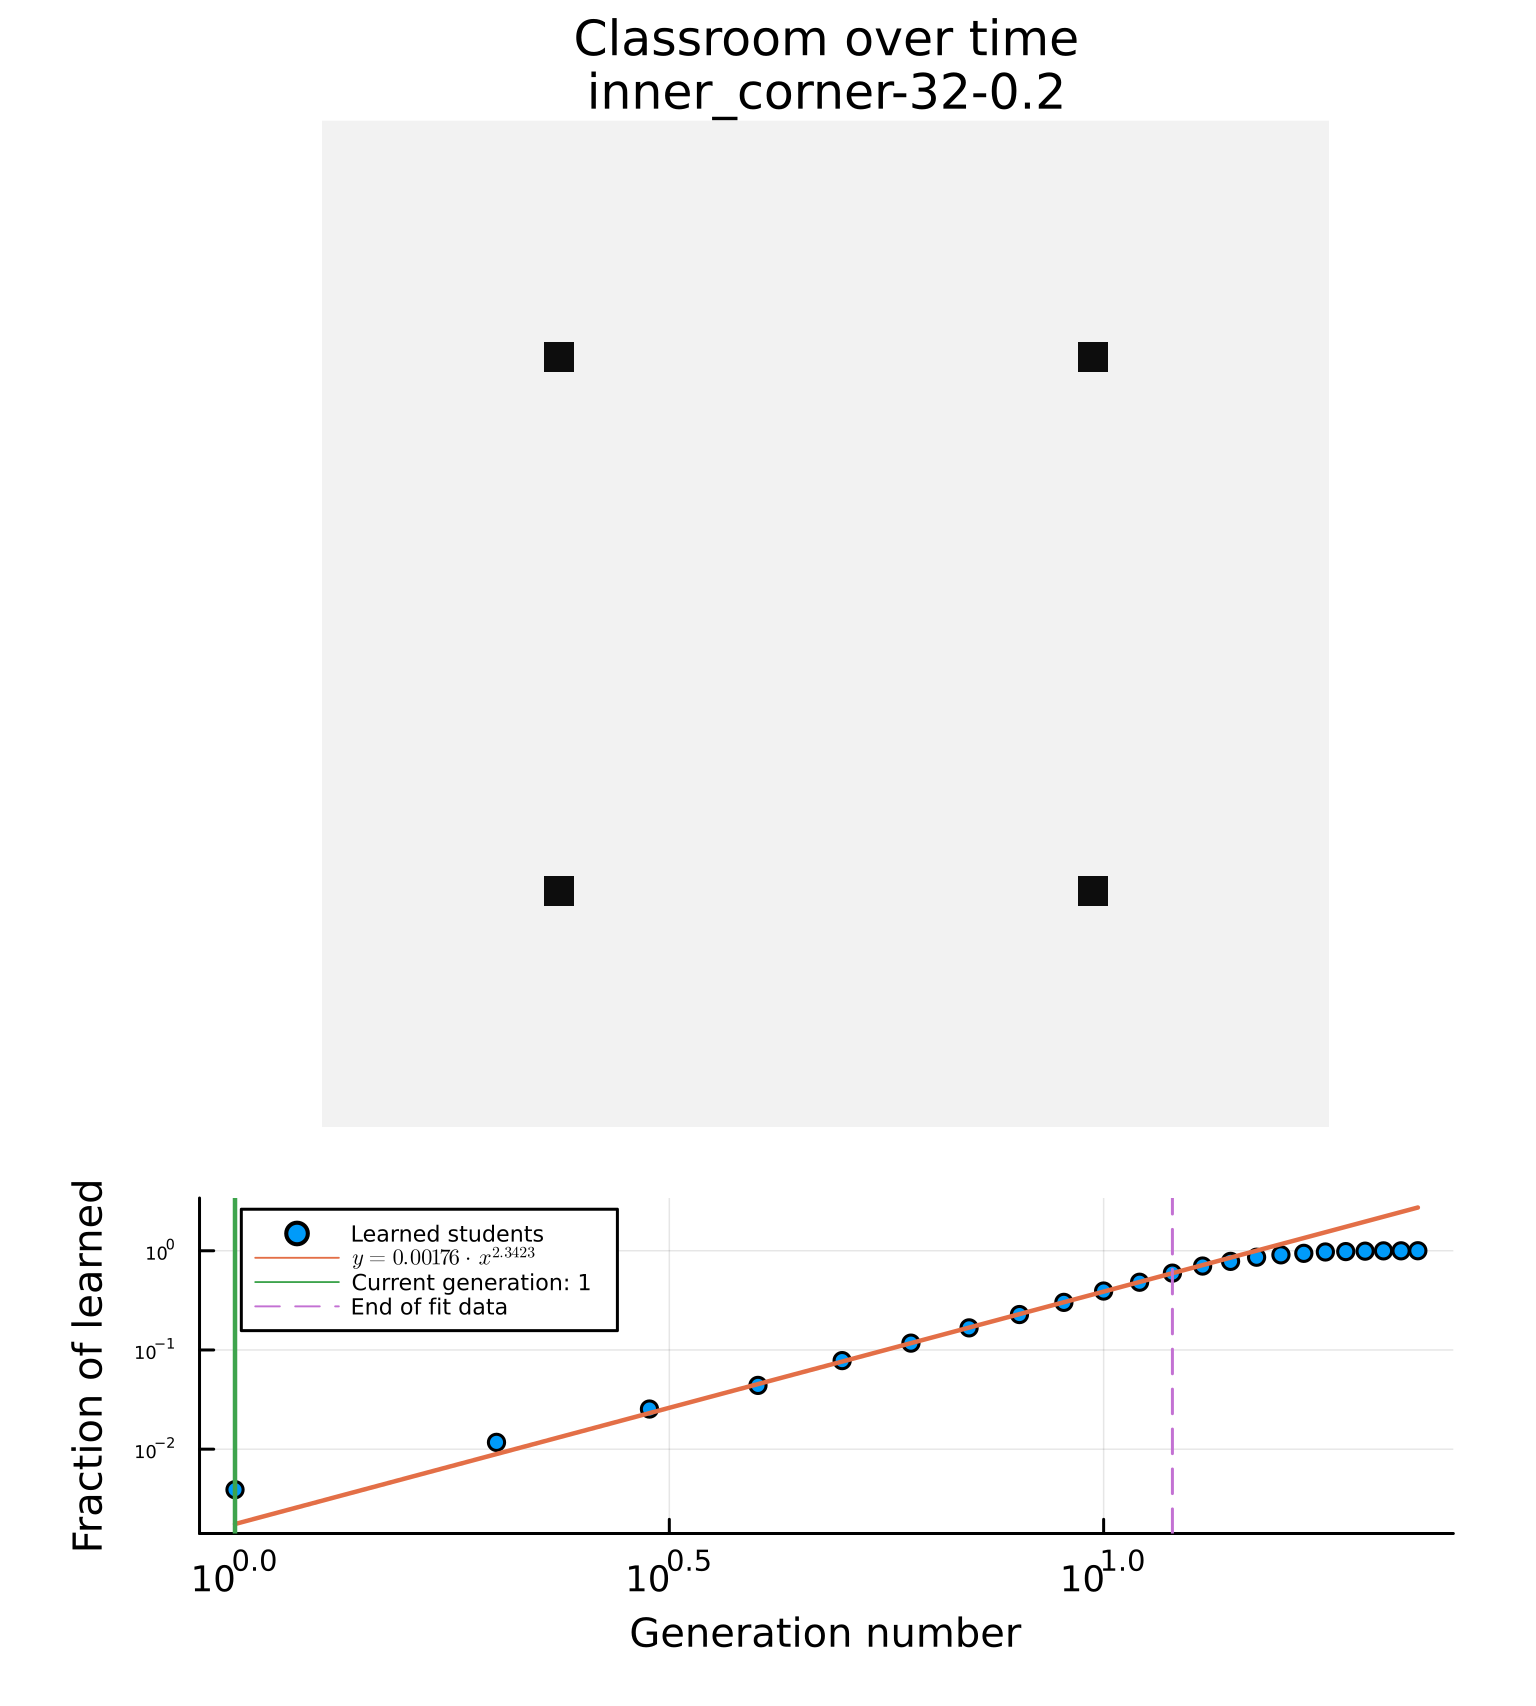 Classroom over time
inner_corner-32-0.2
Fraction of learned
10^0
10^-1
10^-2
Learned students
y = 0.00176 · x^2.3423
Current generation: 1
End of fit data
10^0.0
10^0.5
10^1.0
Generation number